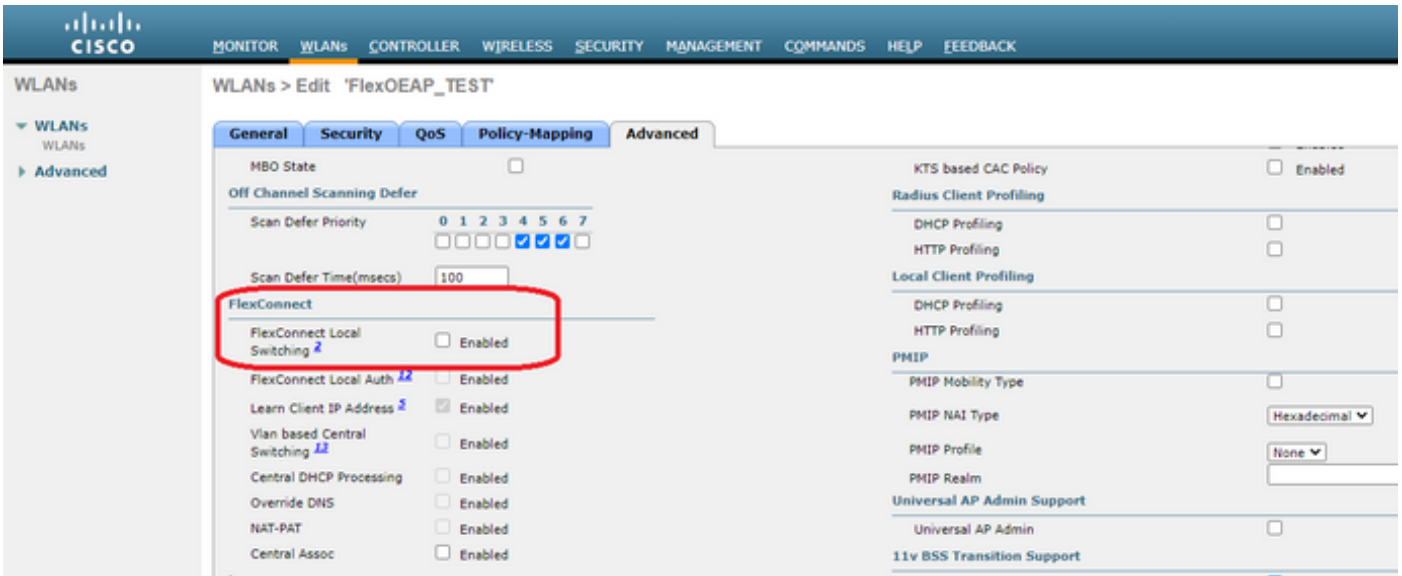 CISCO
MONITOR WLANs CONTROLLER WIRELESS SECURITY MANAGEMENT COMMANDS HELP FEEDBACK
WLANs
WLANs > Edit 'FlexOEAP_TEST'
WLANs
WLANs
Advanced
General Security QoS Policy-Mapping Advanced
MBO State
Off Channel Scanning Defer
Scan Defer Priority 0 1 2 3 4 5 6 7
Scan Defer Time(msecs) 100
FlexConnect
FlexConnect Local
Switching 2 Enabled
FlexConnect Local Auth 12 Enabled
Learn Client IP Address 5 Enabled
Vlan based Central
Switching 13 Enabled
Central DHCP Processing Enabled
Override DNS Enabled
NAT-PAT Enabled
Central Assoc Enabled
KTS based CAC Policy Enabled
Radius Client Profiling
DHCP Profiling
HTTP Profiling
Local Client Profiling
DHCP Profiling
HTTP Profiling
PMIP
PMIP Mobility Type
PMIP NAI Type Hexadecimal
PMIP Profile None
PMIP Realm
Universal AP Admin Support
Universal AP Admin
11v BSS Transition Support